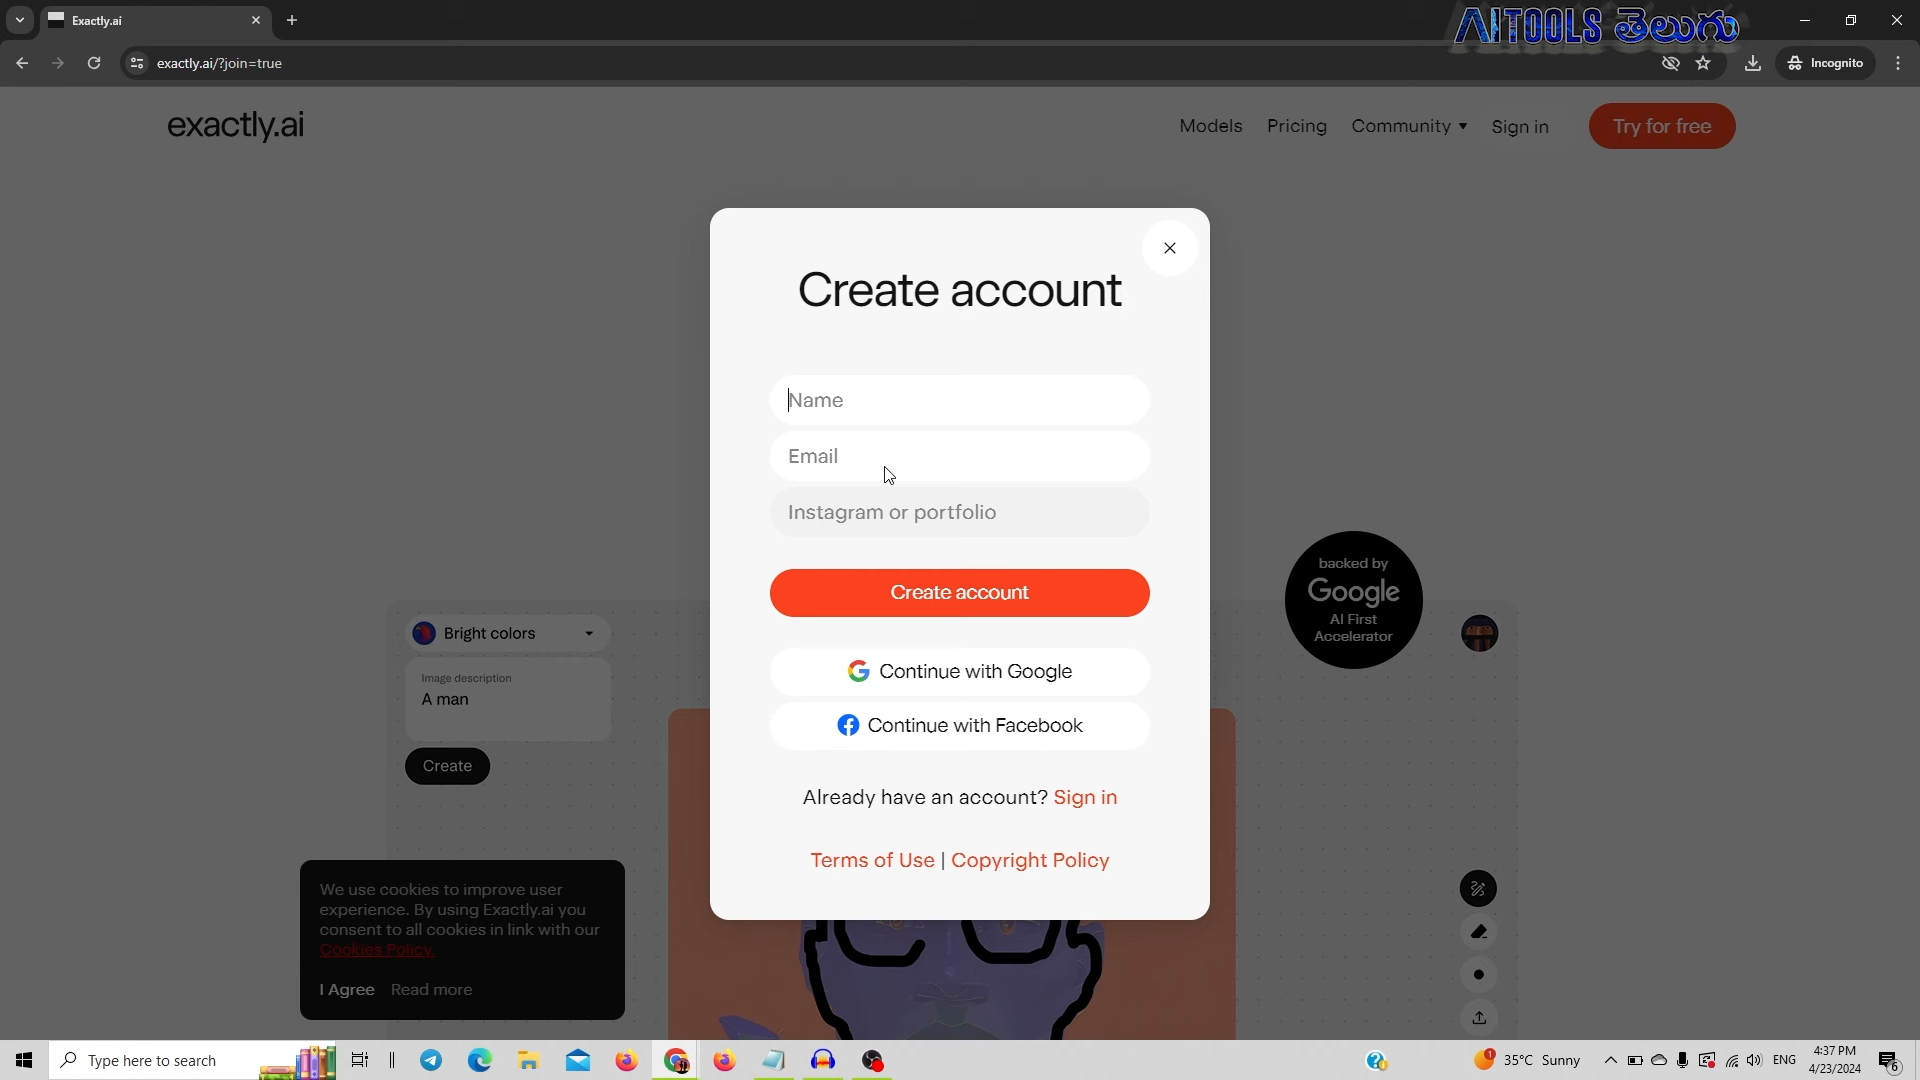 Exactly.ai
AITOOLS తెలుగు
exactly.ai/?join=true
Incognito
exactly.ai
Models
Pricing
Community
Sign in
Try for free
Create account
Name
Email
Instagram or portfolio
Create account
Continue with Google
Continue with Facebook
Already have an account? Sign in
Terms of Use | Copyright Policy
backed by
Google
AI First
Accelerator
Bright colors
Image description
A man
Create
We use cookies to improve user
experience. By using Exactly.ai you
consent to all cookies in link with our
Cookies Policy.
I Agree Read more
Type here to search
1
35°C Sunny
ENG
4:37 PM
4/23/2024
6